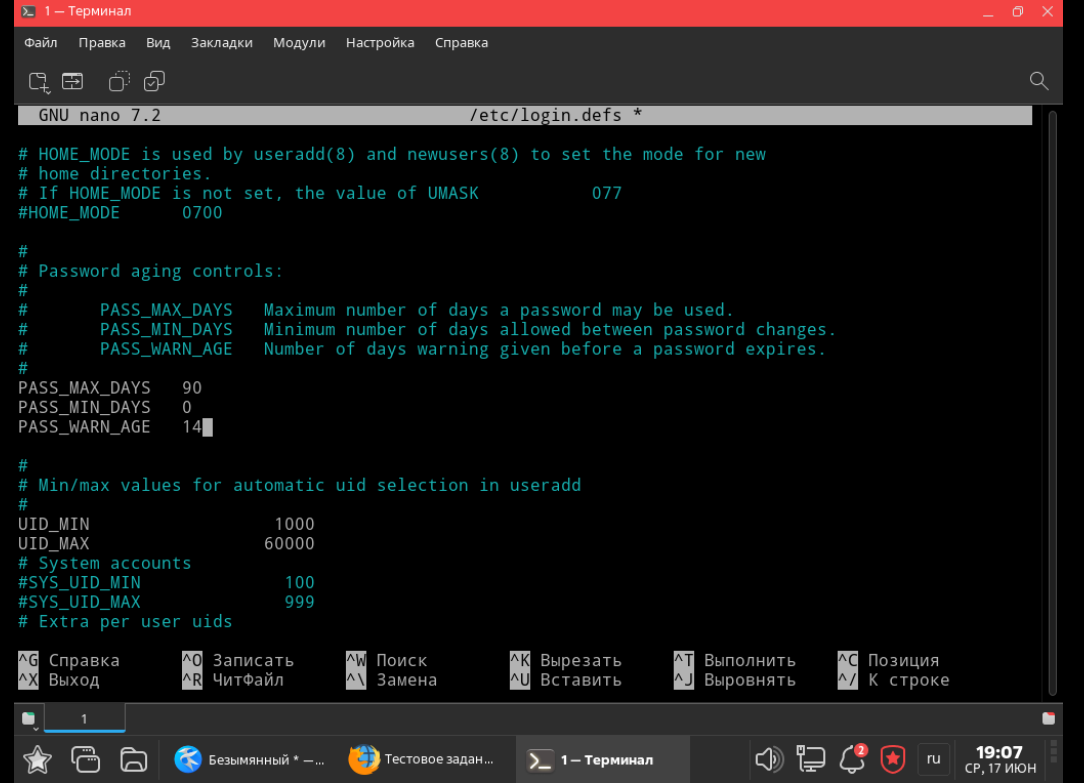 1 — Терминал
Файл Правка Вид Закладки Модули Настройка Справка
GNU nano 7.2 /etc/login.defs *
# HOME_MODE is used by useradd(8) and newusers(8) to set the mode for new
# home directories.
# If HOME_MODE is not set, the value of UMASK 077
#HOME_MODE 0700
#
# Password aging controls:
#
# PASS_MAX_DAYS Maximum number of days a password may be used.
# PASS_MIN_DAYS Minimum number of days allowed between password changes.
# PASS_WARN_AGE Number of days warning given before a password expires.
#
PASS_MAX_DAYS 90
PASS_MIN_DAYS 0
PASS_WARN_AGE 14
#
# Min/max values for automatic uid selection in useradd
#
UID_MIN 1000
UID_MAX 60000
# System accounts
#SYS_UID_MIN 100
#SYS_UID_MAX 999
# Extra per user uids
^G Справка ^O Записать ^W Поиск ^K Вырезать ^T Выполнить ^C Позиция
^X Выход ^R ЧитФайл ^\ Замена ^U Вставить ^J Выровнять ^/ К строке
1
Безымянный * —... Тестовое задан... 1 — Терминал 2 ru 19:07
СР, 17 ИЮН